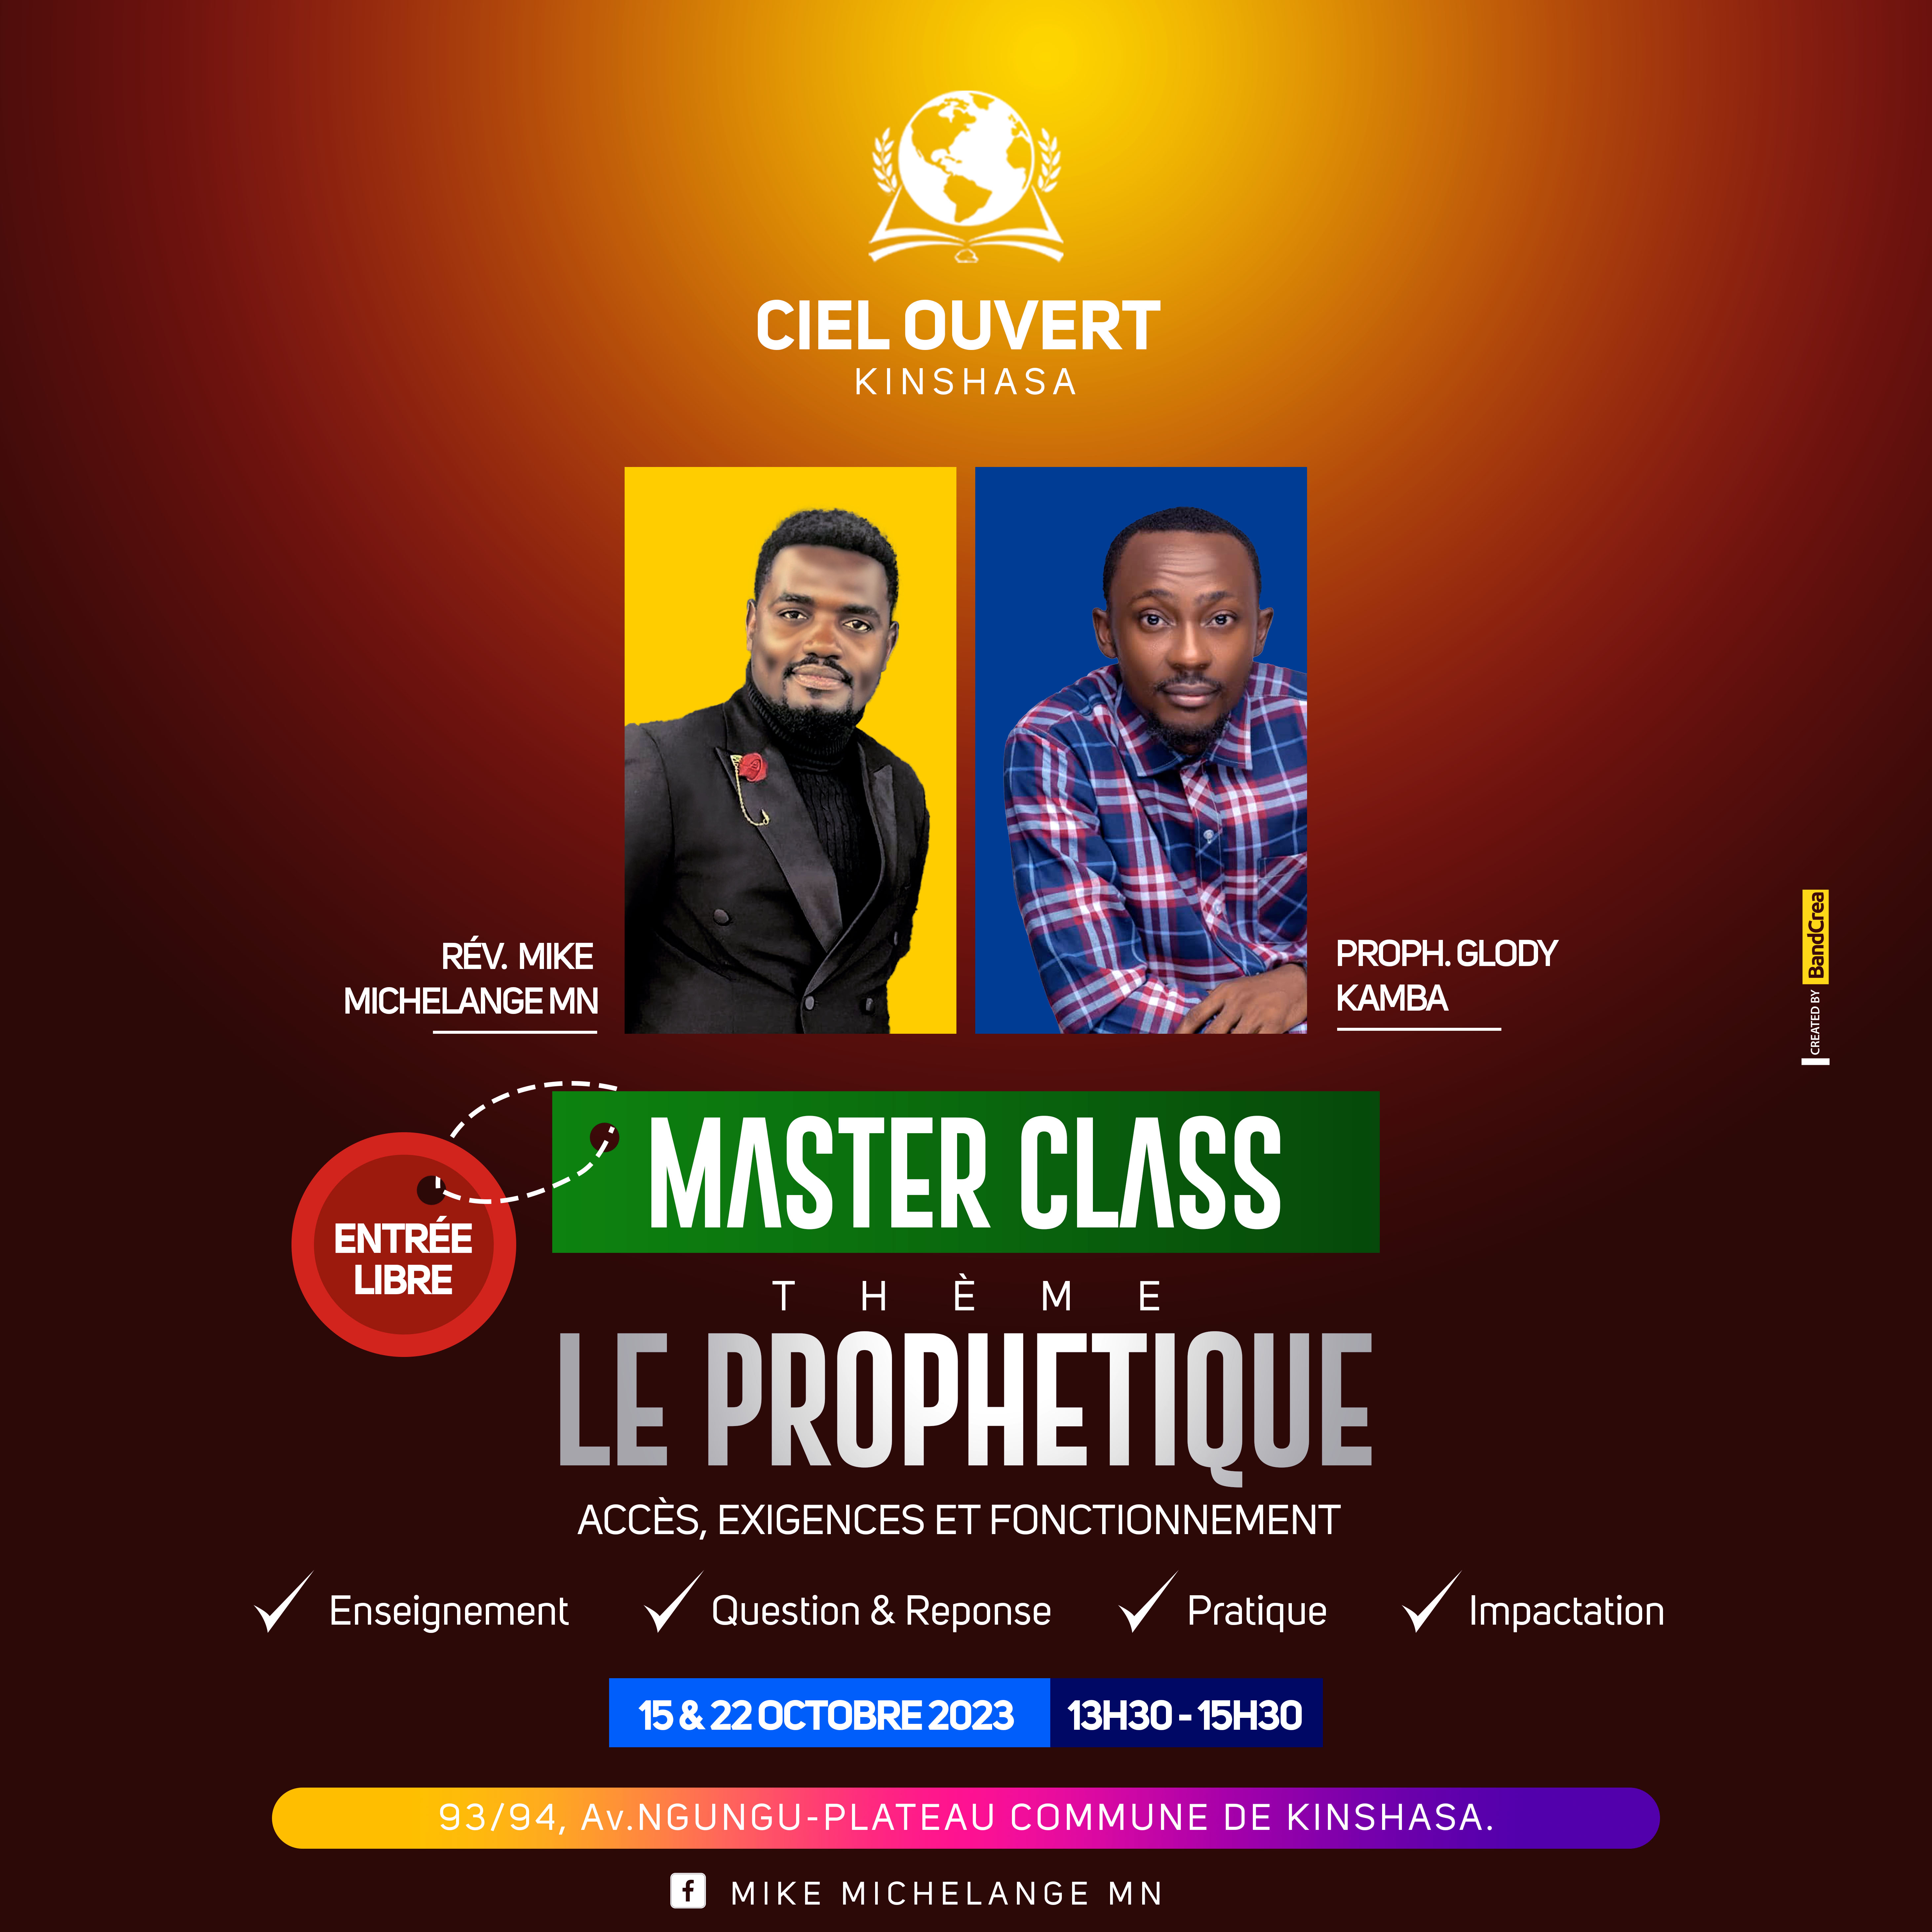 CIEL OUVERT
KINSHASA
RÉV. MIKE
MICHELANGE MN
PROPH. GLODY
KAMBA
CREATED BY BandCrea
ENTRÉE
LIBRE
MASTER CLASS
THÈME
LE PROPHETIQUE
ACCÈS, EXIGENCES ET FONCTIONNEMENT
Enseignement Question & Reponse Pratique Impactation
15 & 22 OCTOBRE 2023 13H30 - 15H30
93/94, Av.NGUNGU-PLATEAU COMMUNE DE KINSHASA.
f MIKE MICHELANGE MN